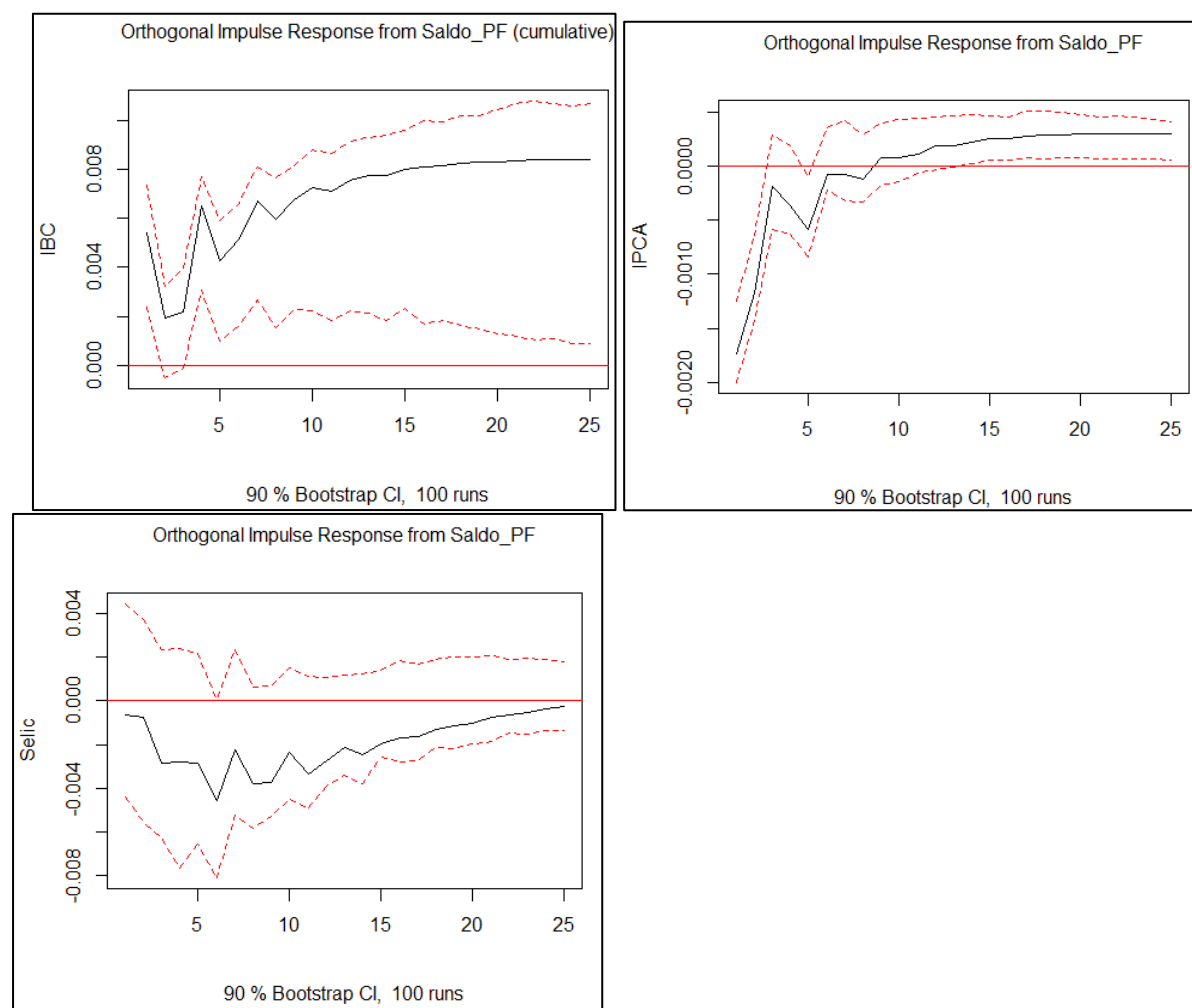 Orthogonal Impulse Response from Saldo_PF (cumulative)
IBC
0.008
0.004
0.000
5 10 15 20 25
90 % Bootstrap CI, 100 runs
Orthogonal Impulse Response from Saldo_PF
IPCA
0.0000
-0.0010
-0.0020
5 10 15 20 25
90 % Bootstrap CI, 100 runs
Orthogonal Impulse Response from Saldo_PF
Selic
0.004
0.000
-0.004
-0.008
5 10 15 20 25
90 % Bootstrap CI, 100 runs